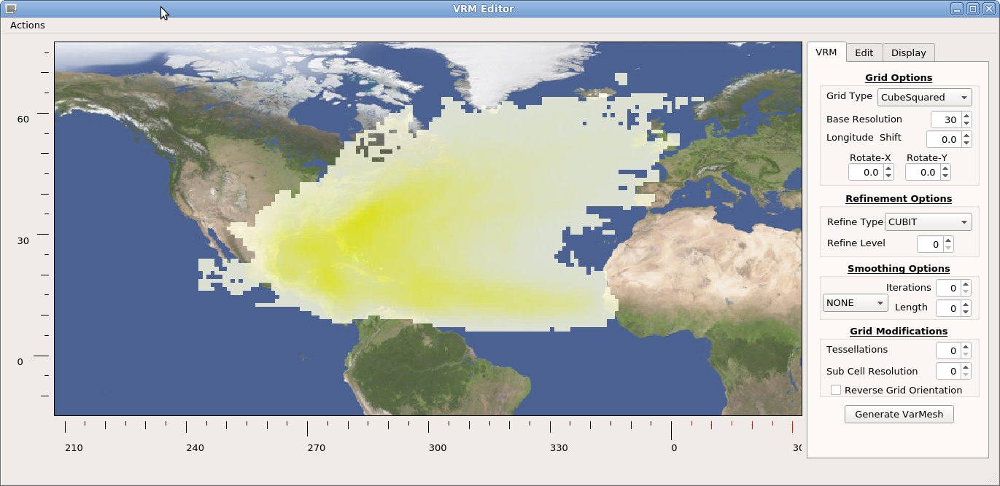 VRM Editor
Actions
60
30
0
210 240 270 300 330 0 30
VRM Edit Display
Grid Options
Grid Type CubeSquared
Base Resolution 30
Longitude Shift 0.0
Rotate-X Rotate-Y
0.0 0.0
Refinement Options
Refine Type CUBIT
Refine Level 0
Smoothing Options
Iterations 0
NONE
Length 0
Grid Modifications
Tessellations 0
Sub Cell Resolution 0
Reverse Grid Orientation
Generate VarMesh